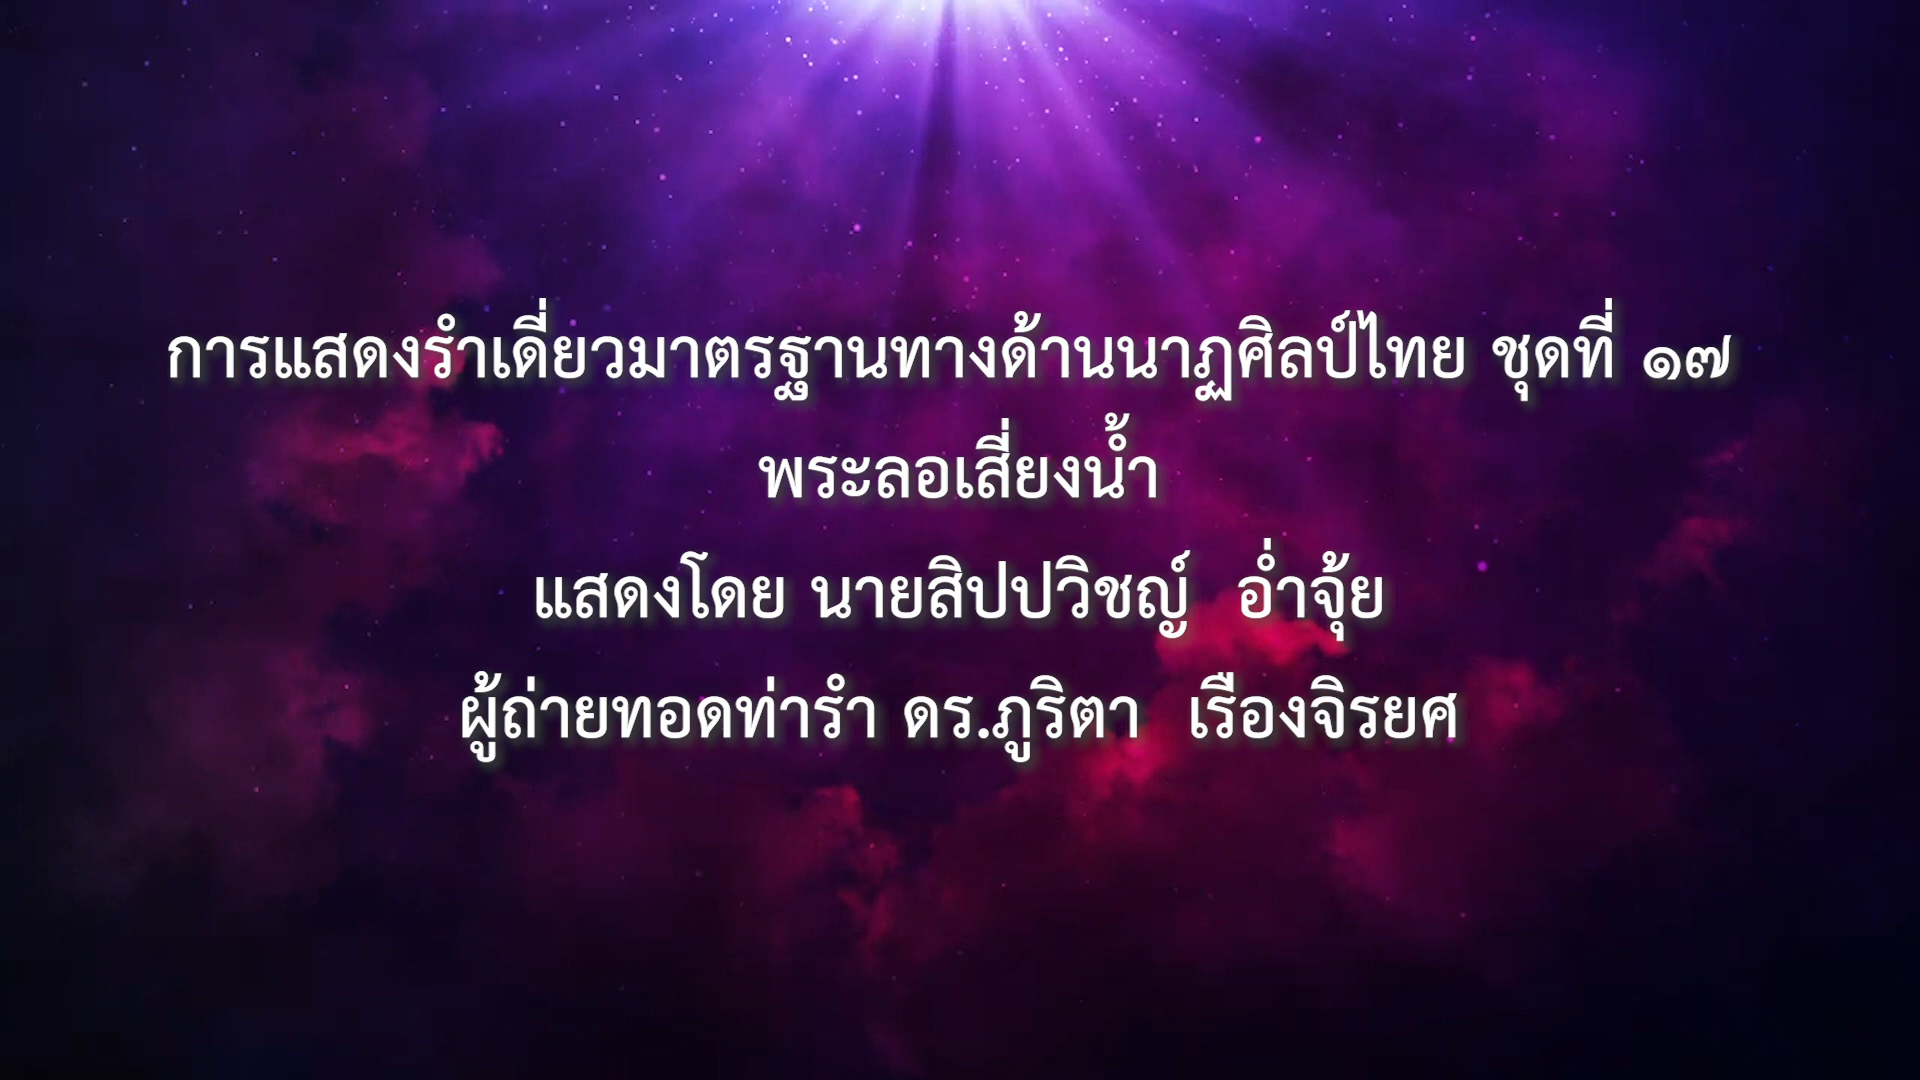 การแสดงรำเดี่ยวมาตรฐานทางด้านนาฏศิลป์ไทย ชุดที่ ๑๗
พระลอเสี่ยงน้ำ
แสดงโดย นายสิปปวิชญ์  อ่ำจุ้ย
ผู้ถ่ายทอดท่ารำ ดร.ภูริตา  เรืองจิรยศ